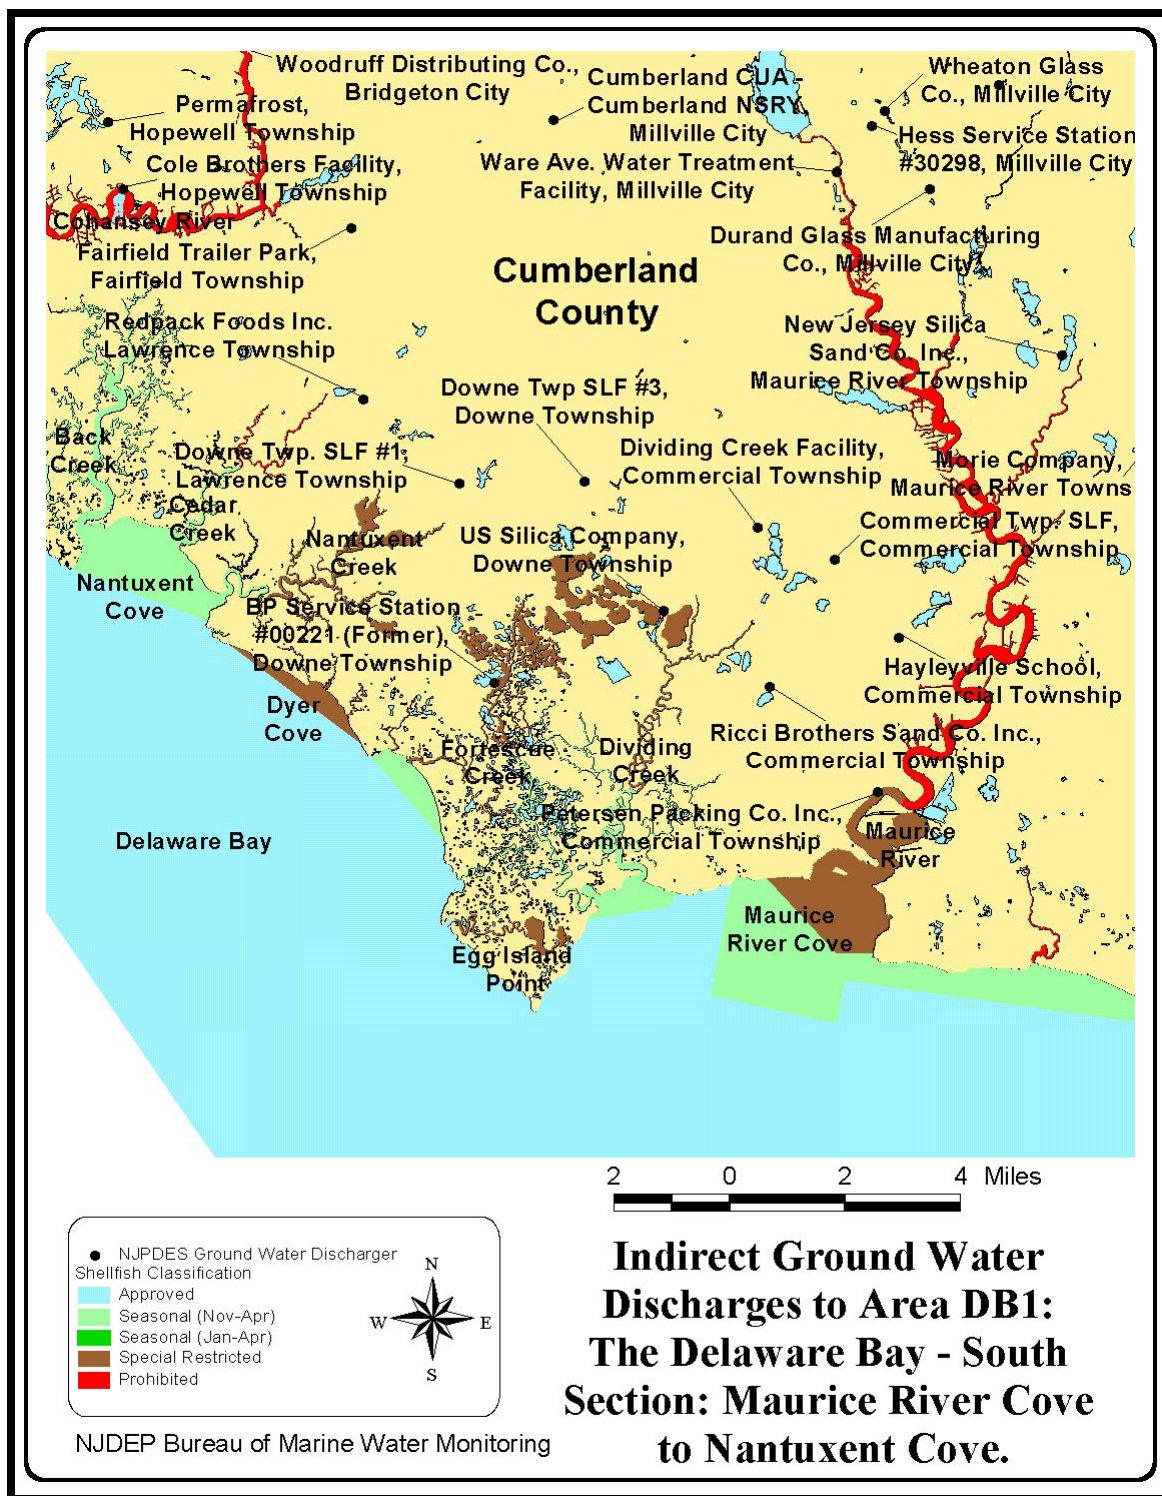 Woodruff Distributing Co.,
Bridgeton City
Permafrost,
Hopewell Township
Cumberland CUA -
Cumberland NSRY,
Millville City
Wheaton Glass
Co., Millville City
Hess Service Station
#30298, Millville City
Cole Brothers Facility,
Hopewell Township
Ware Ave. Water Treatment
Facility, Millville City
Cohansey River
Fairfield Trailer Park,
Fairfield Township
Durand Glass Manufacturing
Co., Millville City
Cumberland
County
Redpack Foods Inc.
Lawrence Township
New Jersey Silica
Sand Co. Inc.,
Maurice River Township
Downe Twp SLF #3,
Downe Township
Back
Creek
Downe Twp. SLF #1,
Lawrence Township
Dividing Creek Facility,
Commercial Township
Morie Company,
Maurice River Towns
Cedar
Creek
Commercial Twp. SLF,
Commercial Township
Nantuxent
Creek
US Silica Company,
Downe Township
Nantuxent
Cove
BP Service Station
#00221 (Former),
Downe Township
Hayleyville School,
Commercial Township
Dyer
Cove
Ricci Brothers Sand Co. Inc.,
Commercial Township
Fortescue
Creek
Dividing
Creek
Petersen Packing Co. Inc.,
Commercial Township
Maurice
River
Delaware Bay
Maurice
River Cove
Egg Island
Point
2 0 2 4 Miles
NJPDES Ground Water Discharger
Shellfish Classification
Approved
Seasonal (Nov-Apr)
Seasonal (Jan-Apr)
Special Restricted
Prohibited
N
W E
S
Indirect Ground Water
Discharges to Area DB1:
The Delaware Bay - South
Section: Maurice River Cove
to Nantuxent Cove.
NJDEP Bureau of Marine Water Monitoring